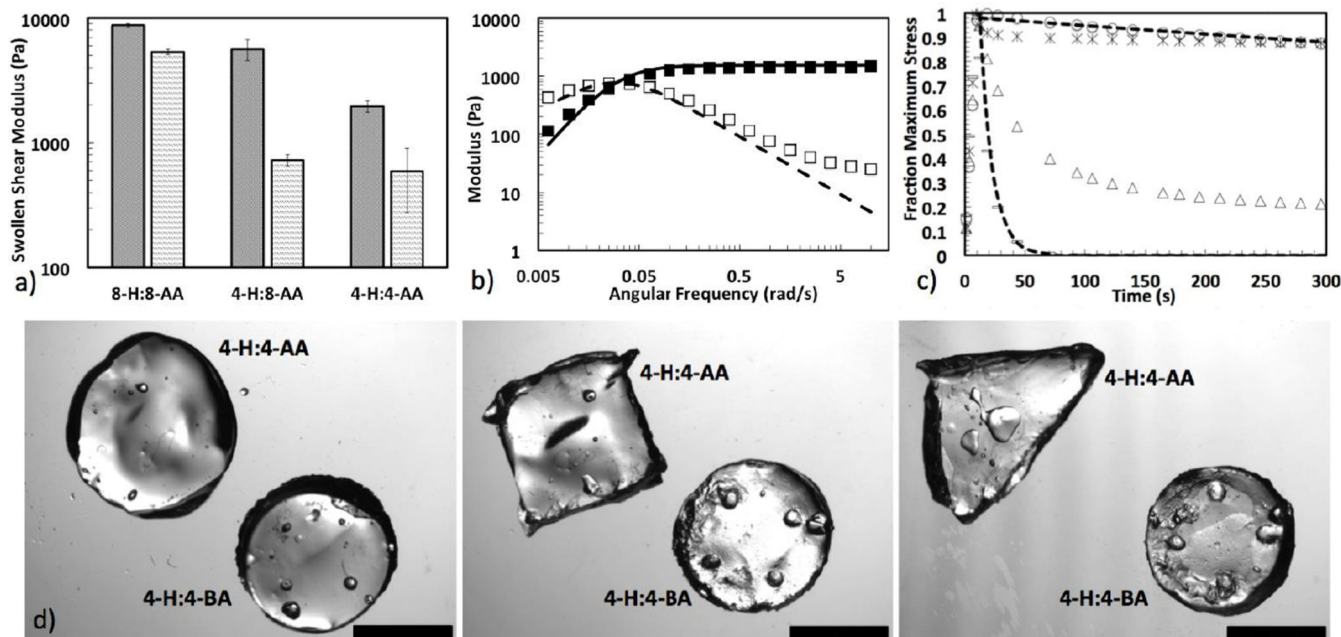 10000
1000
100
Swollen Shear Modulus (Pa)
8-H:8-AA 4-H:8-AA 4-H:4-AA
a)
10000
1000
100
10
1
Modulus (Pa)
0.005 0.05 0.5 5
Angular Frequency (rad/s)
b)
1
0.9
0.8
0.7
0.6
0.5
0.4
0.3
0.2
0.1
0
Fraction Maximum Stress
0 50 100 150 200 250 300
Time (s)
c)
4-H:4-AA
4-H:4-BA
4-H:4-AA
4-H:4-BA
4-H:4-AA
4-H:4-BA
d)